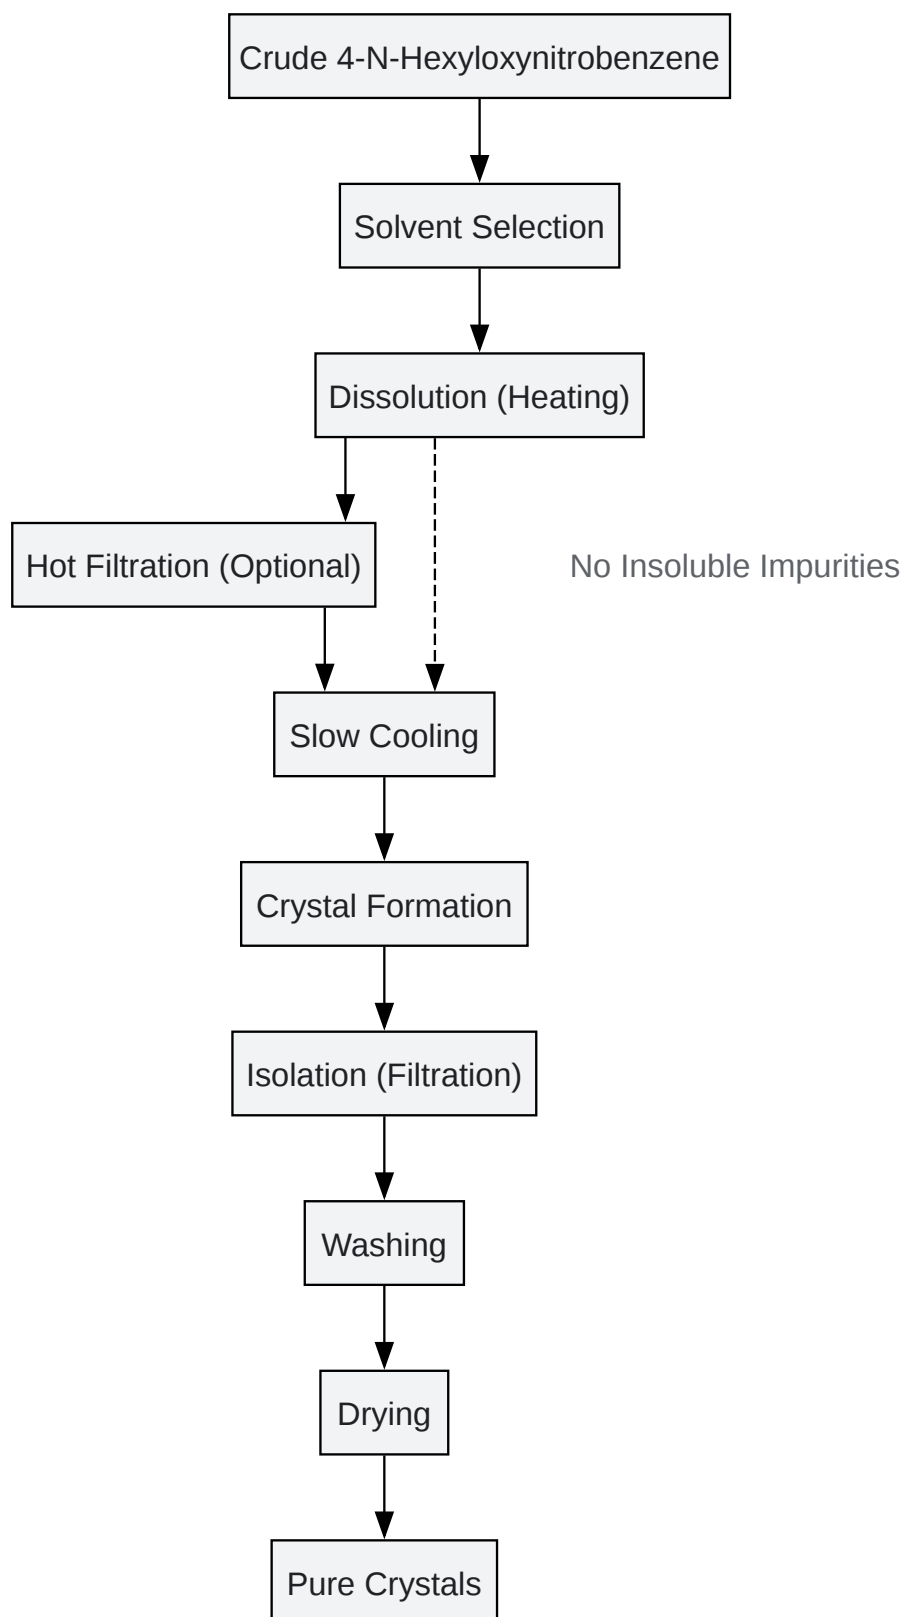 Crude 4-N-Hexyloxynitrobenzene
Solvent Selection
Dissolution (Heating)
Hot Filtration (Optional)
No Insoluble Impurities
Slow Cooling
Crystal Formation
Isolation (Filtration)
Washing
Drying
Pure Crystals